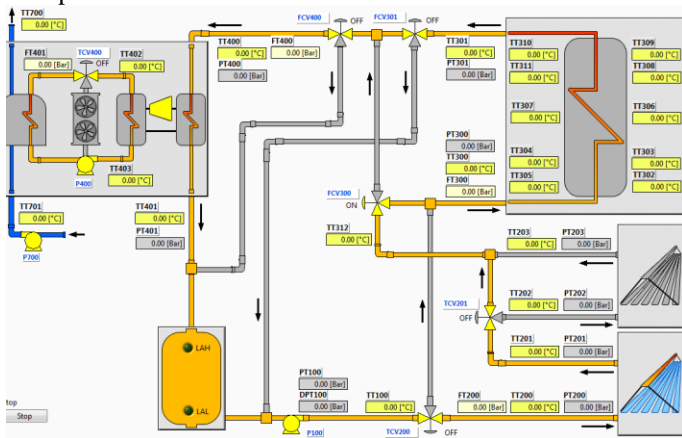 TT700
0.00 [°C]
FT401
0.00 [Bar]
TCV400
OFF
TT402
0.00 [°C]
TT403
0.00 [°C]
P400
TT701
0.00 [°C]
P700
TT401
0.00 [°C]
PT401
0.00 [Bar]
FCV400
OFF
FCV301
OFF
TT400
0.00 [°C]
FT400
0.00 [Bar]
PT400
0.00 [Bar]
TT301
0.00 [°C]
PT301
0.00 [Bar]
TT310
0.00 [°C]
TT311
0.00 [°C]
TT307
0.00 [°C]
TT304
0.00 [°C]
TT305
0.00 [°C]
TT309
0.00 [°C]
TT308
0.00 [°C]
TT306
0.00 [°C]
TT303
0.00 [°C]
TT302
0.00 [°C]
PT300
0.00 [Bar]
TT300
0.00 [°C]
FT300
0.00 [Bar]
FCV300
ON
TT312
0.00 [°C]
TT203
0.00 [°C]
PT203
0.00 [Bar]
TT202
0.00 [°C]
PT202
0.00 [Bar]
TCV201
OFF
TT201
0.00 [°C]
PT201
0.00 [Bar]
LAH
LAL
PT100
0.00 [Bar]
DPT100
0.00 [Bar]
P100
TT100
0.00 [°C]
TCV200
OFF
FT200
0.00 [Bar]
TT200
0.00 [°C]
PT200
0.00 [Bar]
Stop